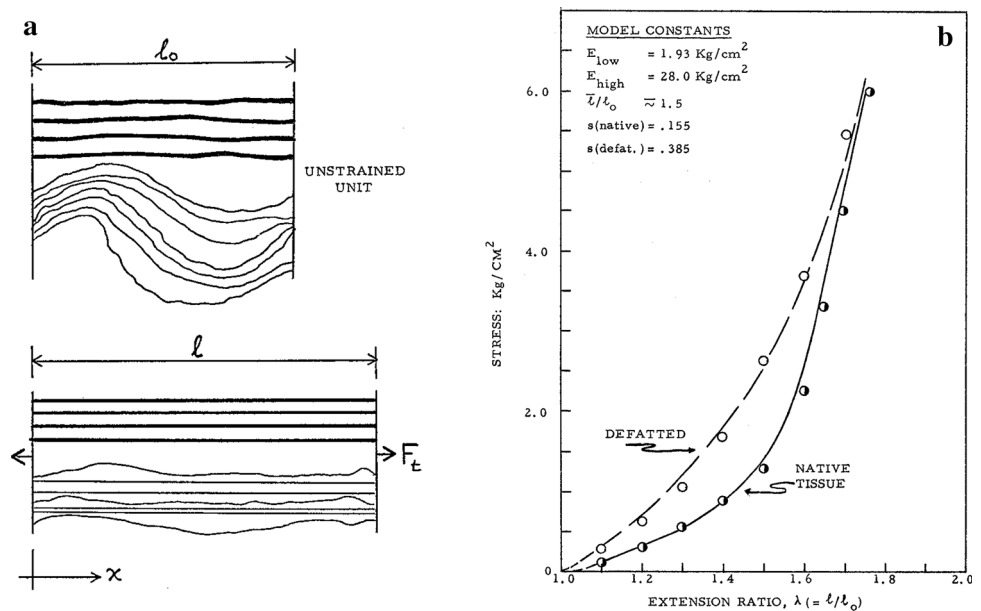 a
ℓo
UNSTRAINED
UNIT
ℓ
Ft
x
b
MODEL CONSTANTS
E low = 1.93 Kg/cm²
E high = 28.0 Kg/cm²
ℓ̄/ℓo ≂ 1.5
s(native) = .155
s(defat.) = .385
6.0
4.0
2.0
0
STRESS: Kg/CM²
DEFATTED
NATIVE
TISSUE
1.0 1.2 1.4 1.6 1.8 2.0
EXTENSION RATIO, λ (= ℓ/ℓo)